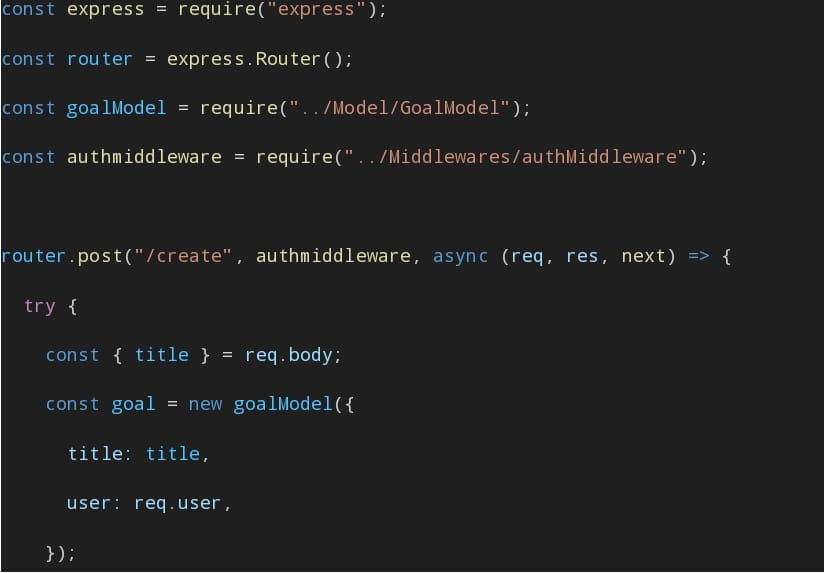 const express = require("express");
const router = express.Router();
const goalModel = require("../Model/GoalModel");
const authmiddleware = require("../Middlewares/authMiddleware");
router.post("/create", authmiddleware, async (req, res, next) => {
  try {
    const { title } = req.body;
    const goal = new goalModel({
      title: title,
      user: req.user,
    });